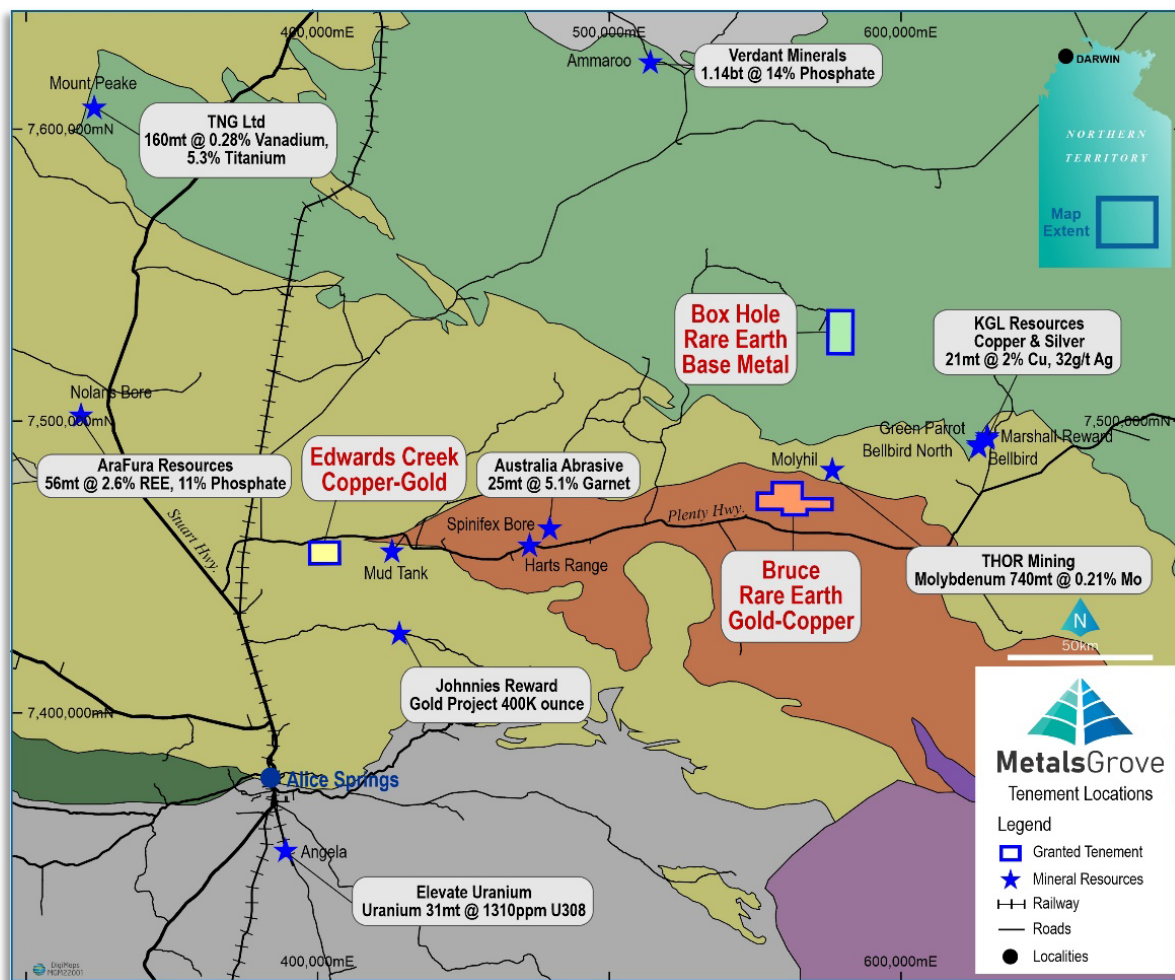 400,000mE
500,000mE
600,000mE
Ammaroo
Verdant Minerals
1.14bt @ 14% Phosphate
DARWIN
Mount Peake
TNG Ltd
160mt @ 0.28% Vanadium,
5.3% Titanium
7,600,000mN
NORTHERN
TERRITORY
Map
Extent
Box Hole
Rare Earth
Base Metal
KGL Resources
Copper & Silver
21mt @ 2% Cu, 32g/t Ag
Nolans Bore
7,500,000mN
7,500,000mN
Green Parrot
Marshall-Reward
Bellbird North
Bellbird
AraFura Resources
56mt @ 2.6% REE, 11% Phosphate
Edwards Creek
Copper-Gold
Australia Abrasive
25mt @ 5.1% Garnet
Molyhil
Stuart Hwy.
Spinifex Bore
Plenty Hwy.
Mud Tank
Harts Range
THOR Mining
Molybdenum 740mt @ 0.21% Mo
Bruce
Rare Earth
Gold-Copper
N
50km
Johnnies Reward
Gold Project 400K ounce
7,400,000mN
Alice Springs
Angela
Elevate Uranium
Uranium 31mt @ 1310ppm U308
MetalsGrove
Tenement Locations
Legend
Granted Tenement
Mineral Resources
Railway
Roads
Localities
DigiMaps
MGM22001
400,000mE
600,000mE